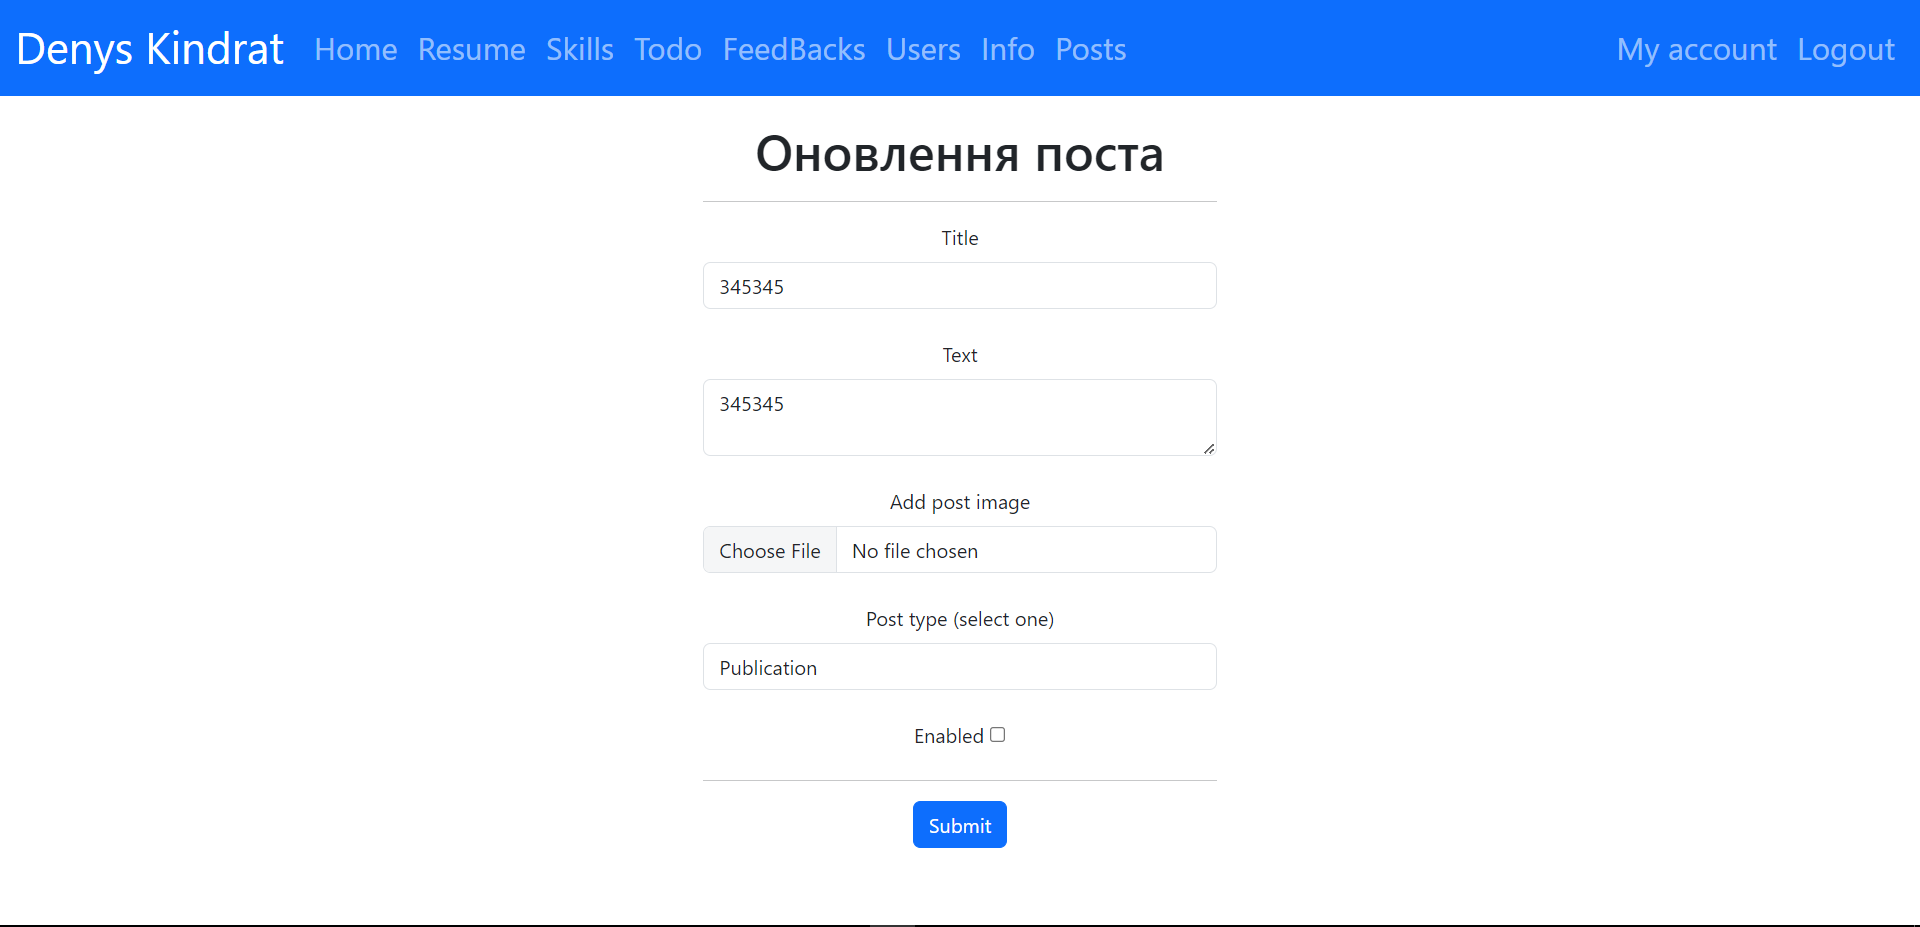 Denys Kindrat Home Resume Skills Todo FeedBacks Users Info Posts My account Logout
Оновлення поста
Title
345345
Text
345345
Add post image
Choose File No file chosen
Post type (select one)
Publication
Enabled
Submit